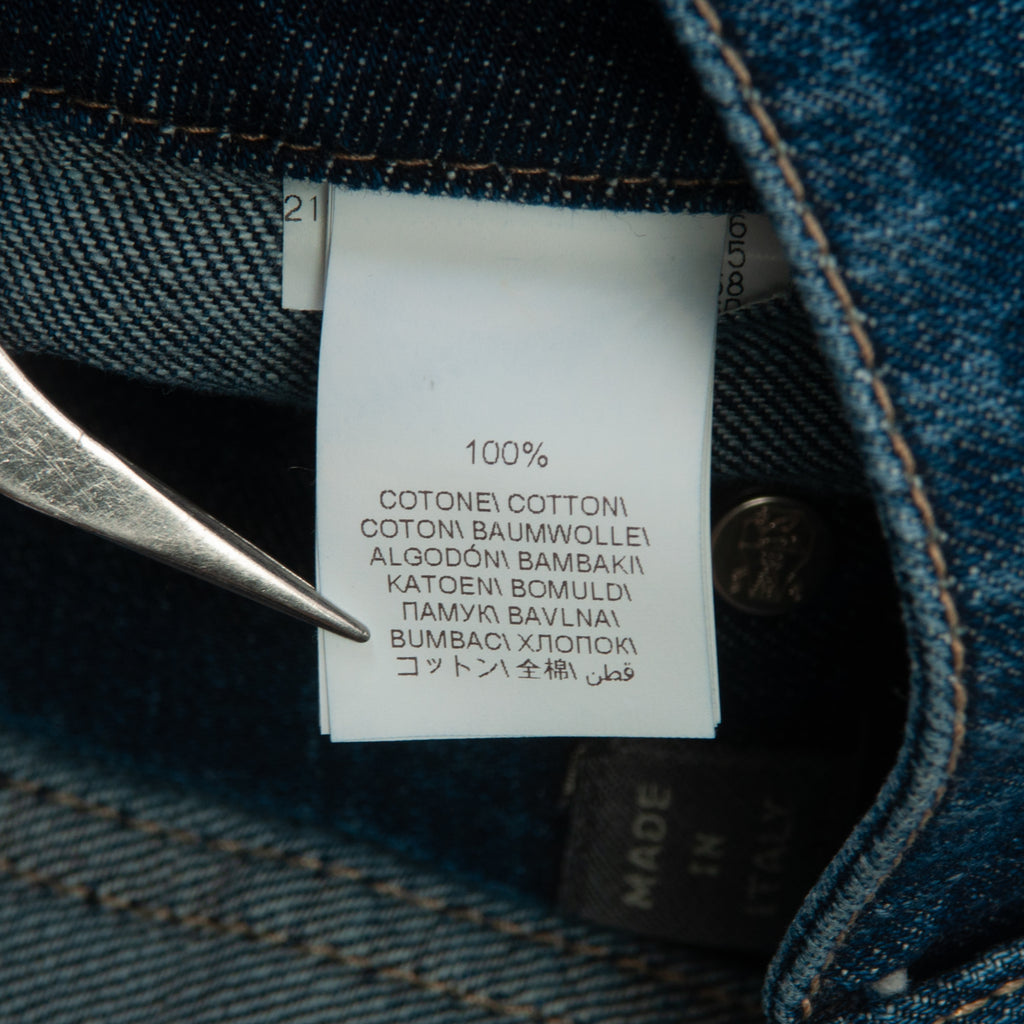 21
100%
COTONE\ COTTON\
COTON\ BAUMWOLLE\
ALGODÓN\ BAMBAKI\
KATOEN\ BOMULD\
ПАМУК\ BAVLNA\
BUMBAC\ ХЛОПОК\
コットン\ 全棉\ قطن
MADE
IN
ITALY